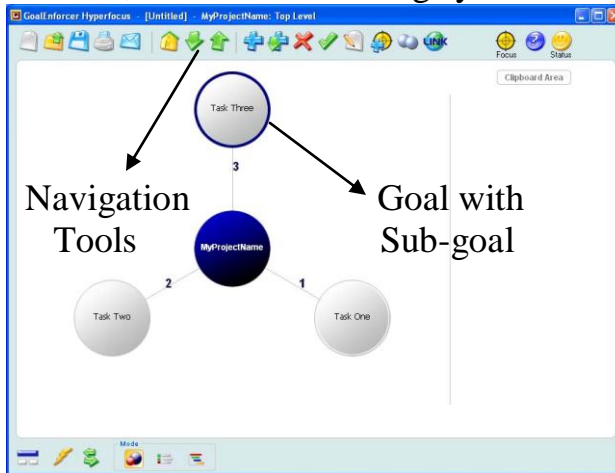 GoalEnforcer Hyperfocus - [Untitled] - MyProjectName: Top Level
LINK
Focus
Status
Clipboard Area
Task Three
3
Navigation
Tools
Goal with
Sub-goal
MyProjectName
2
1
Task Two
Task One
Mode